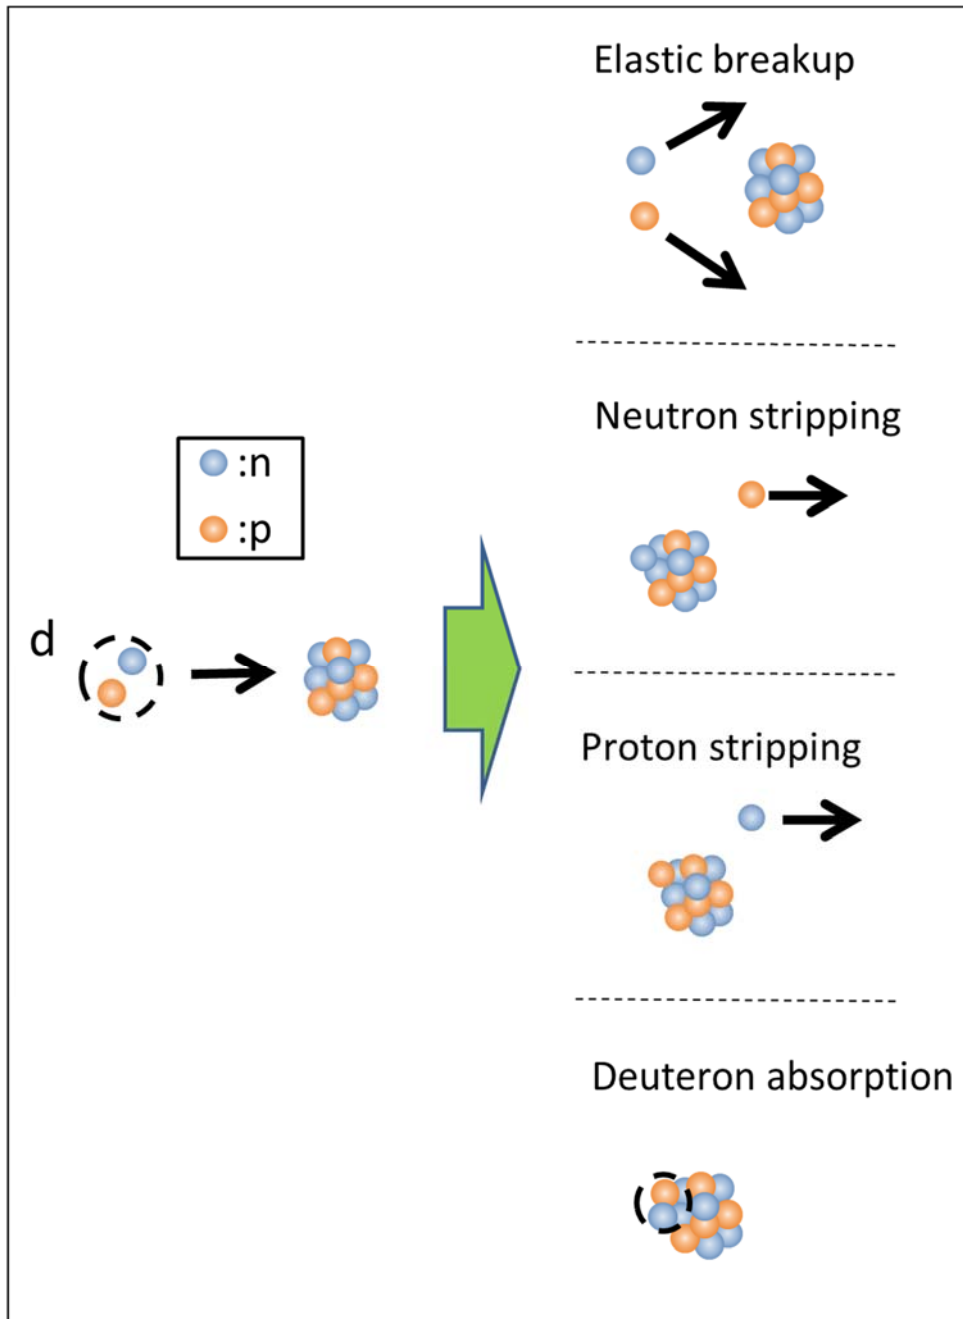 Elastic breakup
Neutron stripping
:n
:p
d
Proton stripping
Deuteron absorption